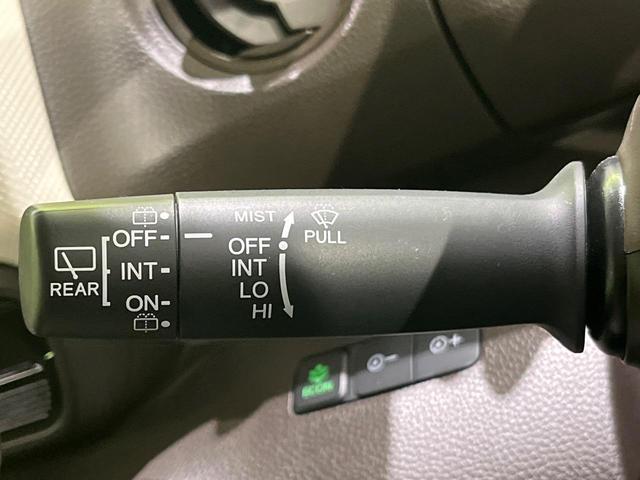 MIST
OFF
PULL
OFF
INT
INT
REAR
LO
ON
HI
ECON